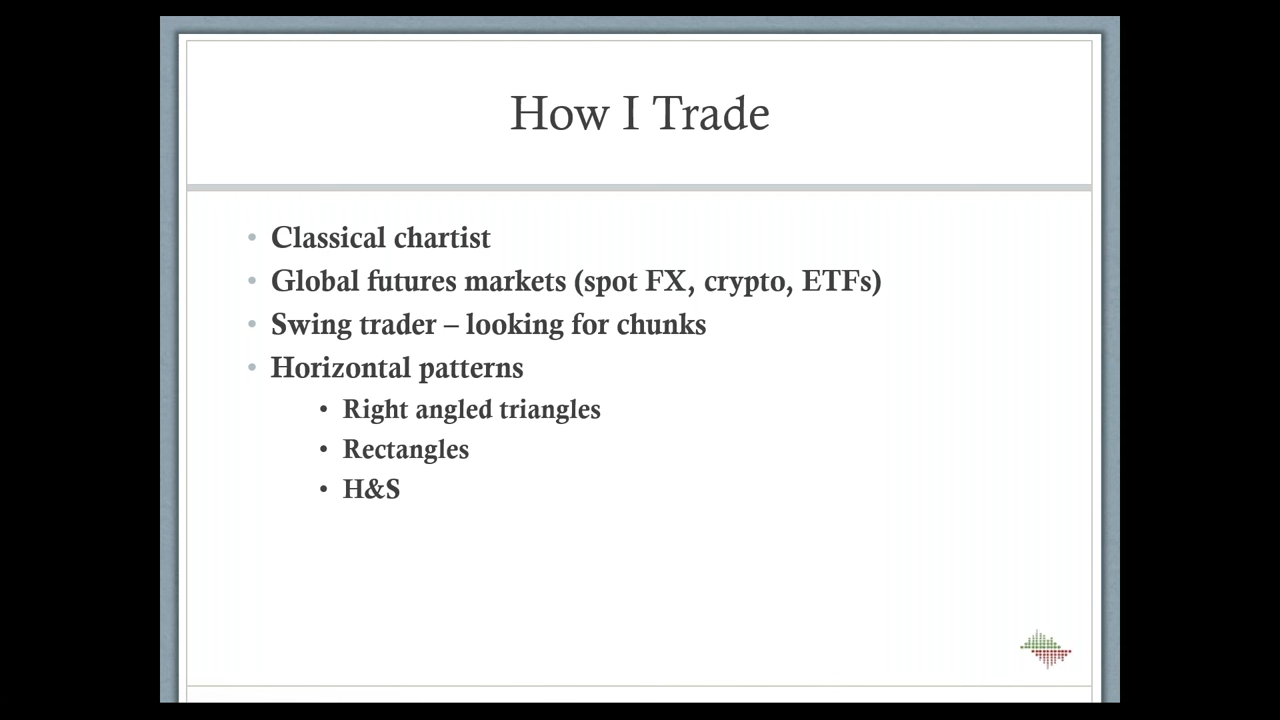 How I Trade
• Classical chartist
• Global futures markets (spot FX, crypto, ETFs)
• Swing trader – looking for chunks
• Horizontal patterns
• Right angled triangles
• Rectangles
• H&S